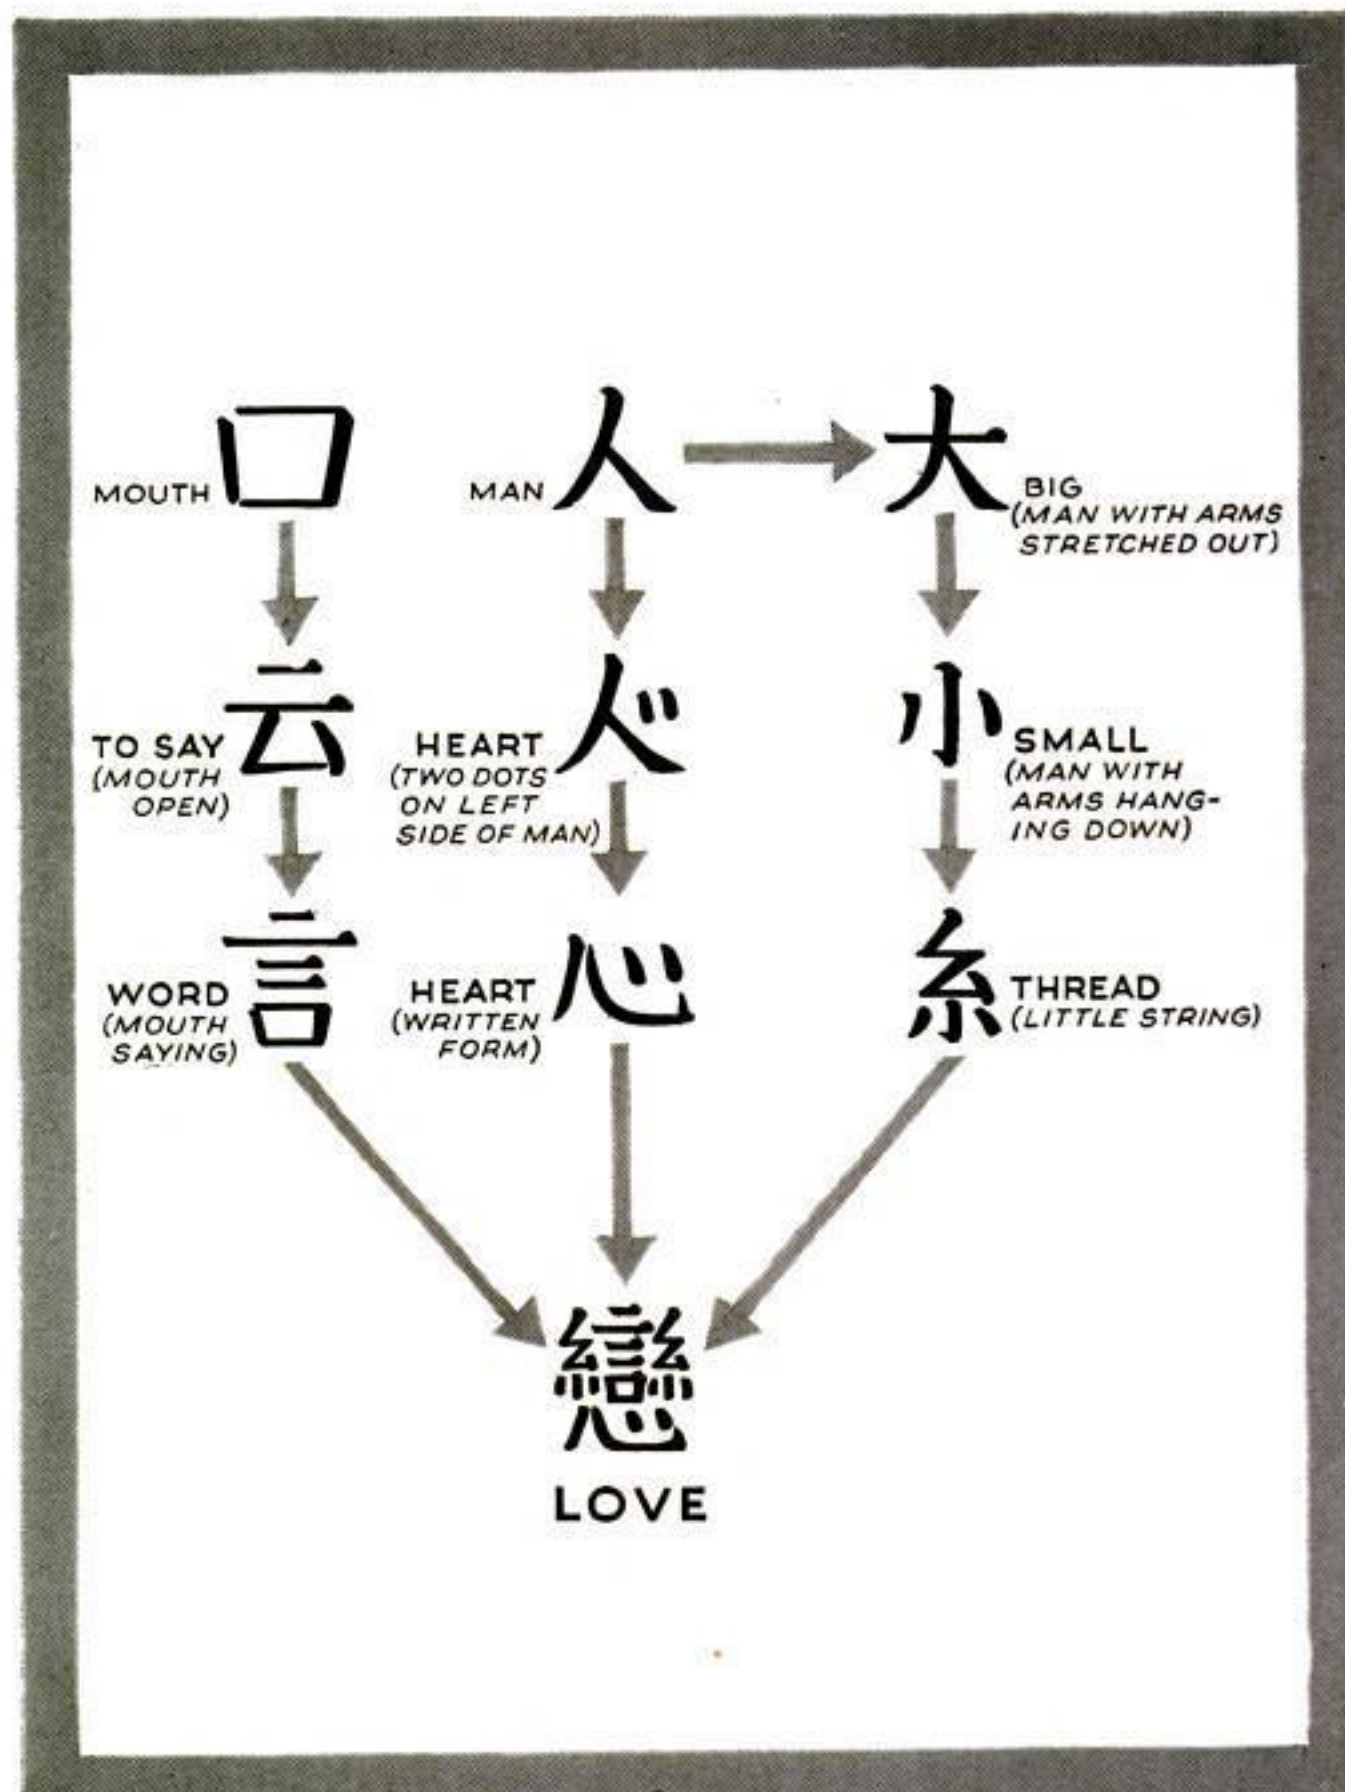 口 人 大
MOUTH MAN BIG
(MAN WITH ARMS
STRETCHED OUT)
云
TO SAY
(MOUTH
OPEN)
HEART
(TWO DOTS
ON LEFT
SIDE OF MAN)
小
SMALL
(MAN WITH
ARMS HANG-
ING DOWN)
言
WORD
(MOUTH
SAYING)
心
HEART
(WRITTEN
FORM)
糸
THREAD
(LITTLE STRING)
戀
LOVE